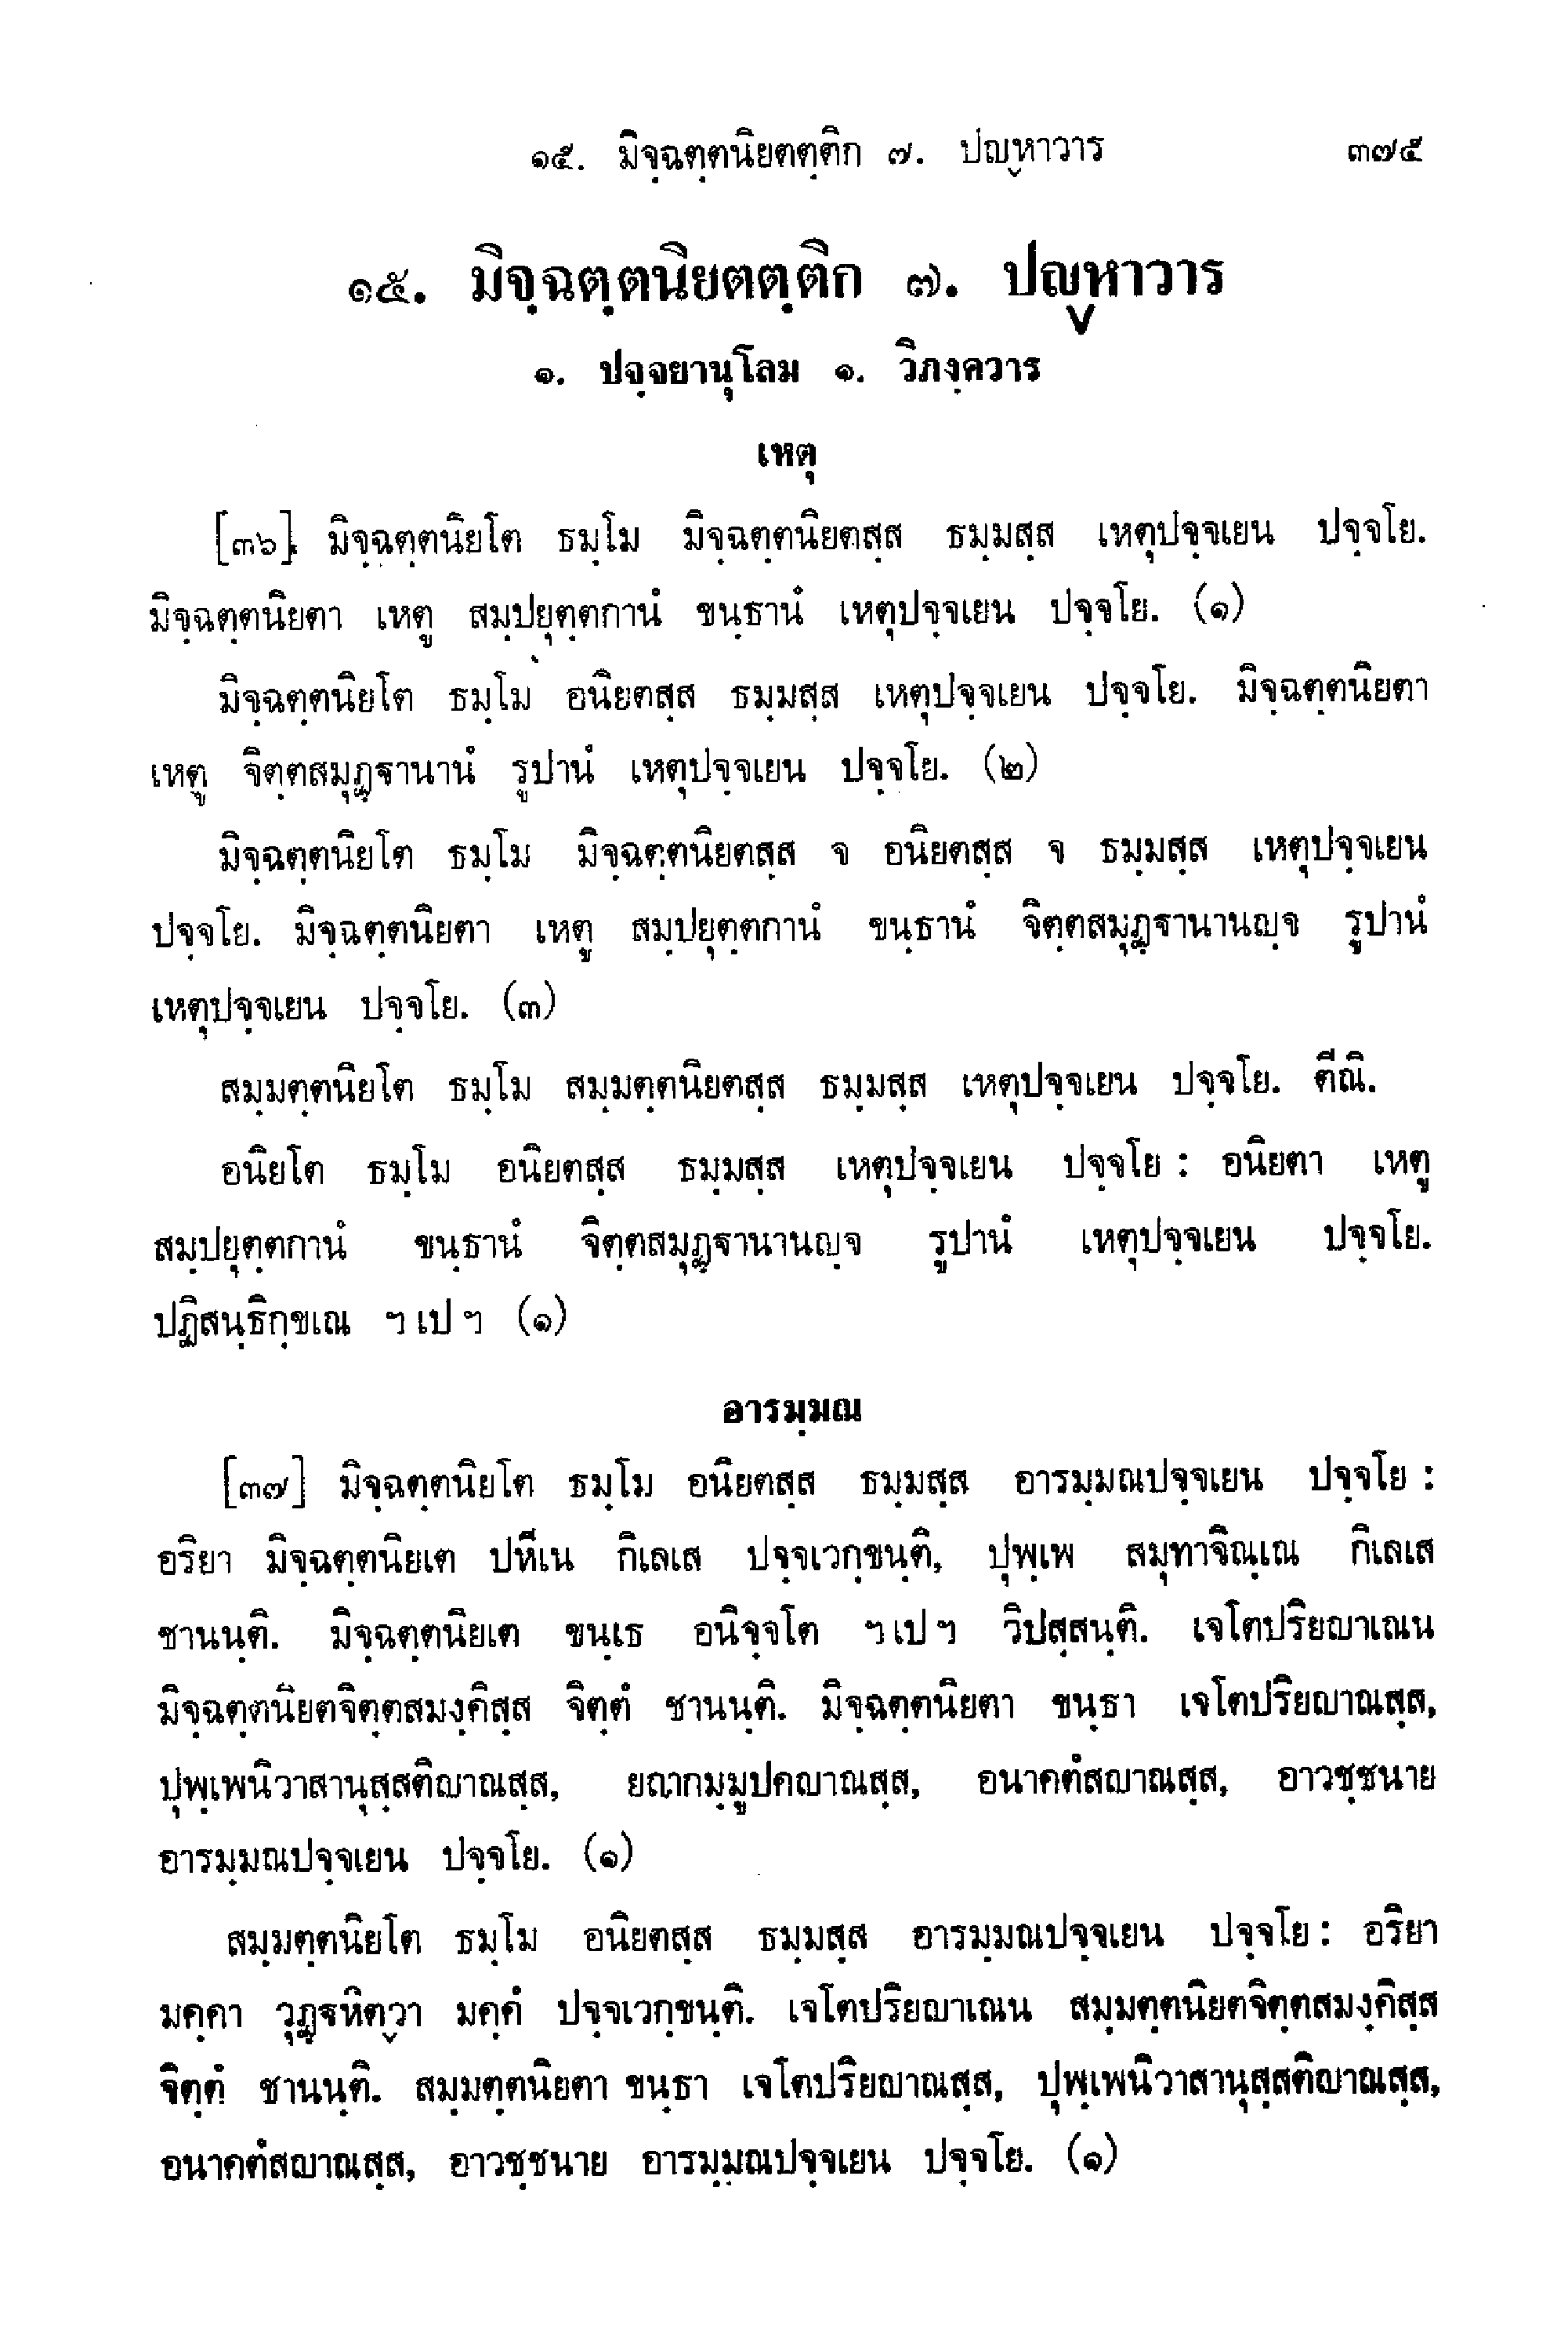 ๑๕. มิจฺฉตฺตนิยตตฺติก ๗. ปญฺหาวาร ๓๗๕
๑๕. มิจฺฉตฺตนิยตตฺติก ๗. ปญฺหาวาร
๑. ปจฺจยานุโลม ๑. วิภงฺควาร
เหตุ
[๓๖] มิจฺฉตฺตนิยโต ธมฺโม มิจฺฉตฺตนิยตสฺส ธมฺมสฺส เหตุปจฺจเยน ปจฺจโย.
มิจฺฉตฺตนิยตา เหตู สมฺปยุตฺตกานํ ขนฺธานํ เหตุปจฺจเยน ปจฺจโย. (๑)
มิจฺฉตฺตนิยโต ธมฺโม อนิยตสฺส ธมฺมสฺส เหตุปจฺจเยน ปจฺจโย. มิจฺฉตฺตนิยตา
เหตู จิตฺตสมุฏฺฐานานํ รูปานํ เหตุปจฺจเยน ปจฺจโย. (๒)
มิจฺฉตฺตนิยโต ธมฺโม มิจฺฉตฺตนิยตสฺส จ อนิยตสฺส จ ธมฺมสฺส เหตุปจฺจเยน
ปจฺจโย. มิจฺฉตฺตนิยตา เหตู สมฺปยุตฺตกานํ ขนฺธานํ จิตฺตสมุฏฺฐานานญฺจ รูปานํ
เหตุปจฺจเยน ปจฺจโย. (๓)
สมฺมตฺตนิยโต ธมฺโม สมฺมตฺตนิยตสฺส ธมฺมสฺส เหตุปจฺจเยน ปจฺจโย. ตีณิ.
อนิยโต ธมฺโม อนิยตสฺส ธมฺมสฺส เหตุปจฺจเยน ปจฺจโย : อนิยตา เหตู
สมฺปยุตฺตกานํ ขนฺธานํ จิตฺตสมุฏฺฐานานญฺจ รูปานํ เหตุปจฺจเยน ปจฺจโย.
ปฏิสนฺธิกฺขเณ ฯ เป ฯ (๑)
อารมฺมณ
[๓๗] มิจฺฉตฺตนิยโต ธมฺโม อนิยตสฺส ธมฺมสฺส อารมฺมณปจฺจเยน ปจฺจโย :
อริยา มิจฺฉตฺตนิยเต ปหีเน กิเลเส ปจฺจเวกฺขนฺติ, ปุพฺเพ สมุทาจิณฺเณ กิเลเส
ชานนฺติ. มิจฺฉตฺตนิยเต ขนฺเธ อนิจฺจโต ฯ เป ฯ วิปสฺสนฺติ. เจโตปริยญาเณน
มิจฺฉตฺตนิยตจิตฺตสมงฺคิสฺส จิตฺตํ ชานนฺติ. มิจฺฉตฺตนิยตา ขนฺธา เจโตปริยญาณสฺส,
ปุพฺเพนิวาสานุสฺสติญาณสฺส, ยถากมฺมูปคญาณสฺส, อนาคตํสญาณสฺส, อาวชฺชนาย
อารมฺมณปจฺจเยน ปจฺจโย. (๑)
สมฺมตฺตนิยโต ธมฺโม อนิยตสฺส ธมฺมสฺส อารมฺมณปจฺจเยน ปจฺจโย : อริยา
มคฺคา วุฏฺฐหิตฺวา มคฺคํ ปจฺจเวกฺขนฺติ. เจโตปริยญาเณน สมฺมตฺตนิยตจิตฺตสมงฺคิสฺส
จิตฺตํ ชานนฺติ. สมฺมตฺตนิยตา ขนฺธา เจโตปริยญาณสฺส, ปุพฺเพนิวาสานุสฺสติญาณสฺส,
อนาคตํสญาณสฺส, อาวชฺชนาย อารมฺมณปจฺจเยน ปจฺจโย. (๑)